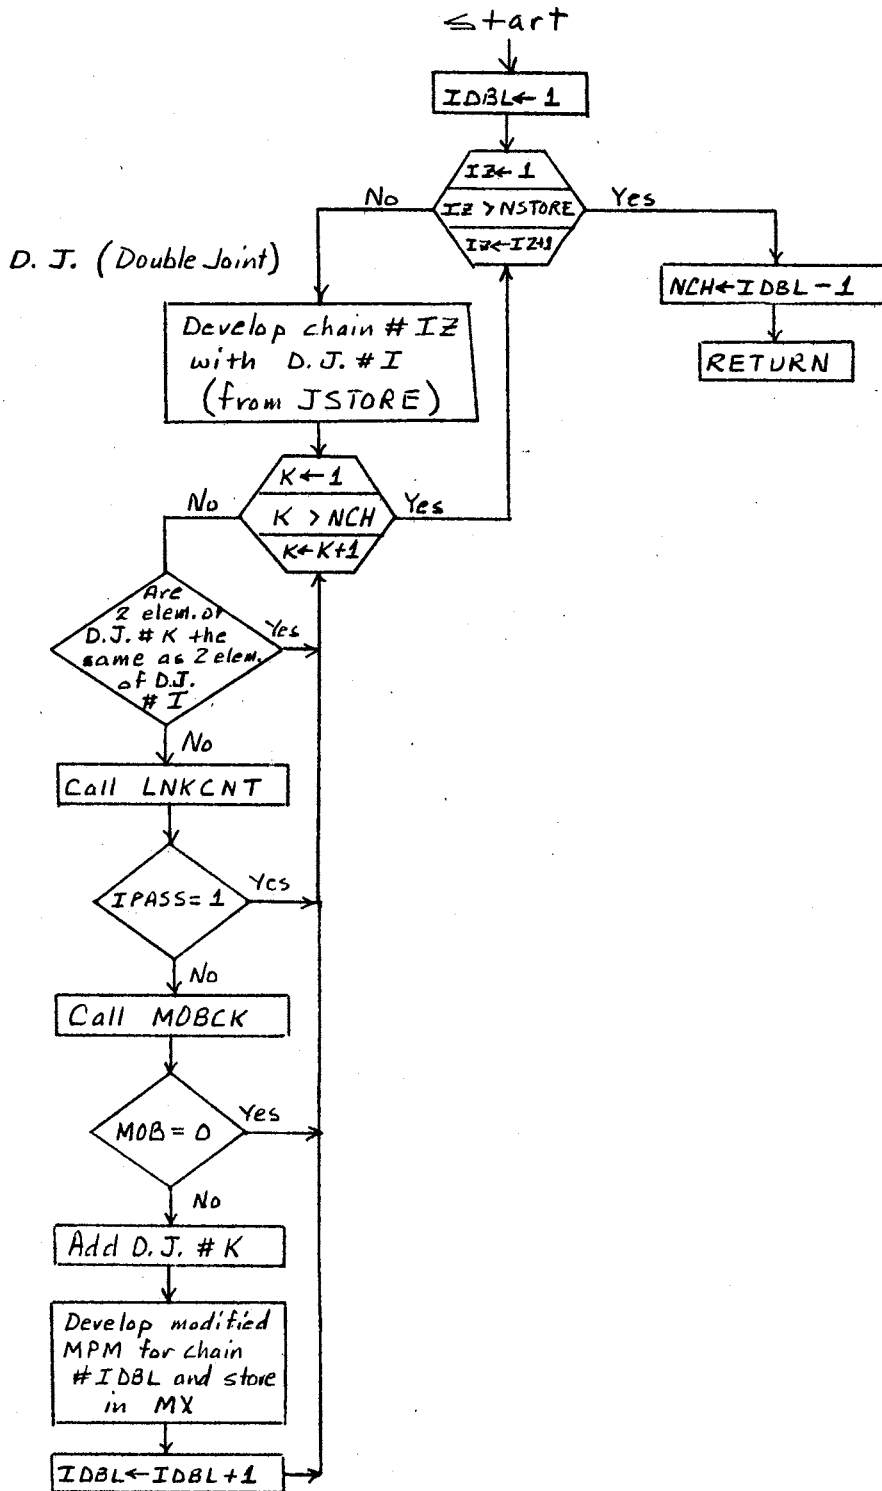 Start
IDBL←1
IZ←1
No
IZ > NSTORE
Yes
IZ←IZ+1
D. J. (Double Joint)
NCH←IDBL-1
Develop chain # IZ
with D. J. # I
(from JSTORE)
RETURN
K←1
No
K > NCH
Yes
K←K+1
Are
2 elem. of
D.J. # K the
same as 2 elem.
of D.J.
# I
Yes
No
Call LNKCNT
IPASS = 1
Yes
No
Call MOBCK
MOB = 0
Yes
No
Add D.J. # K
Develop modified
MPM for chain
# IDBL and store
in MX
IDBL←IDBL+1